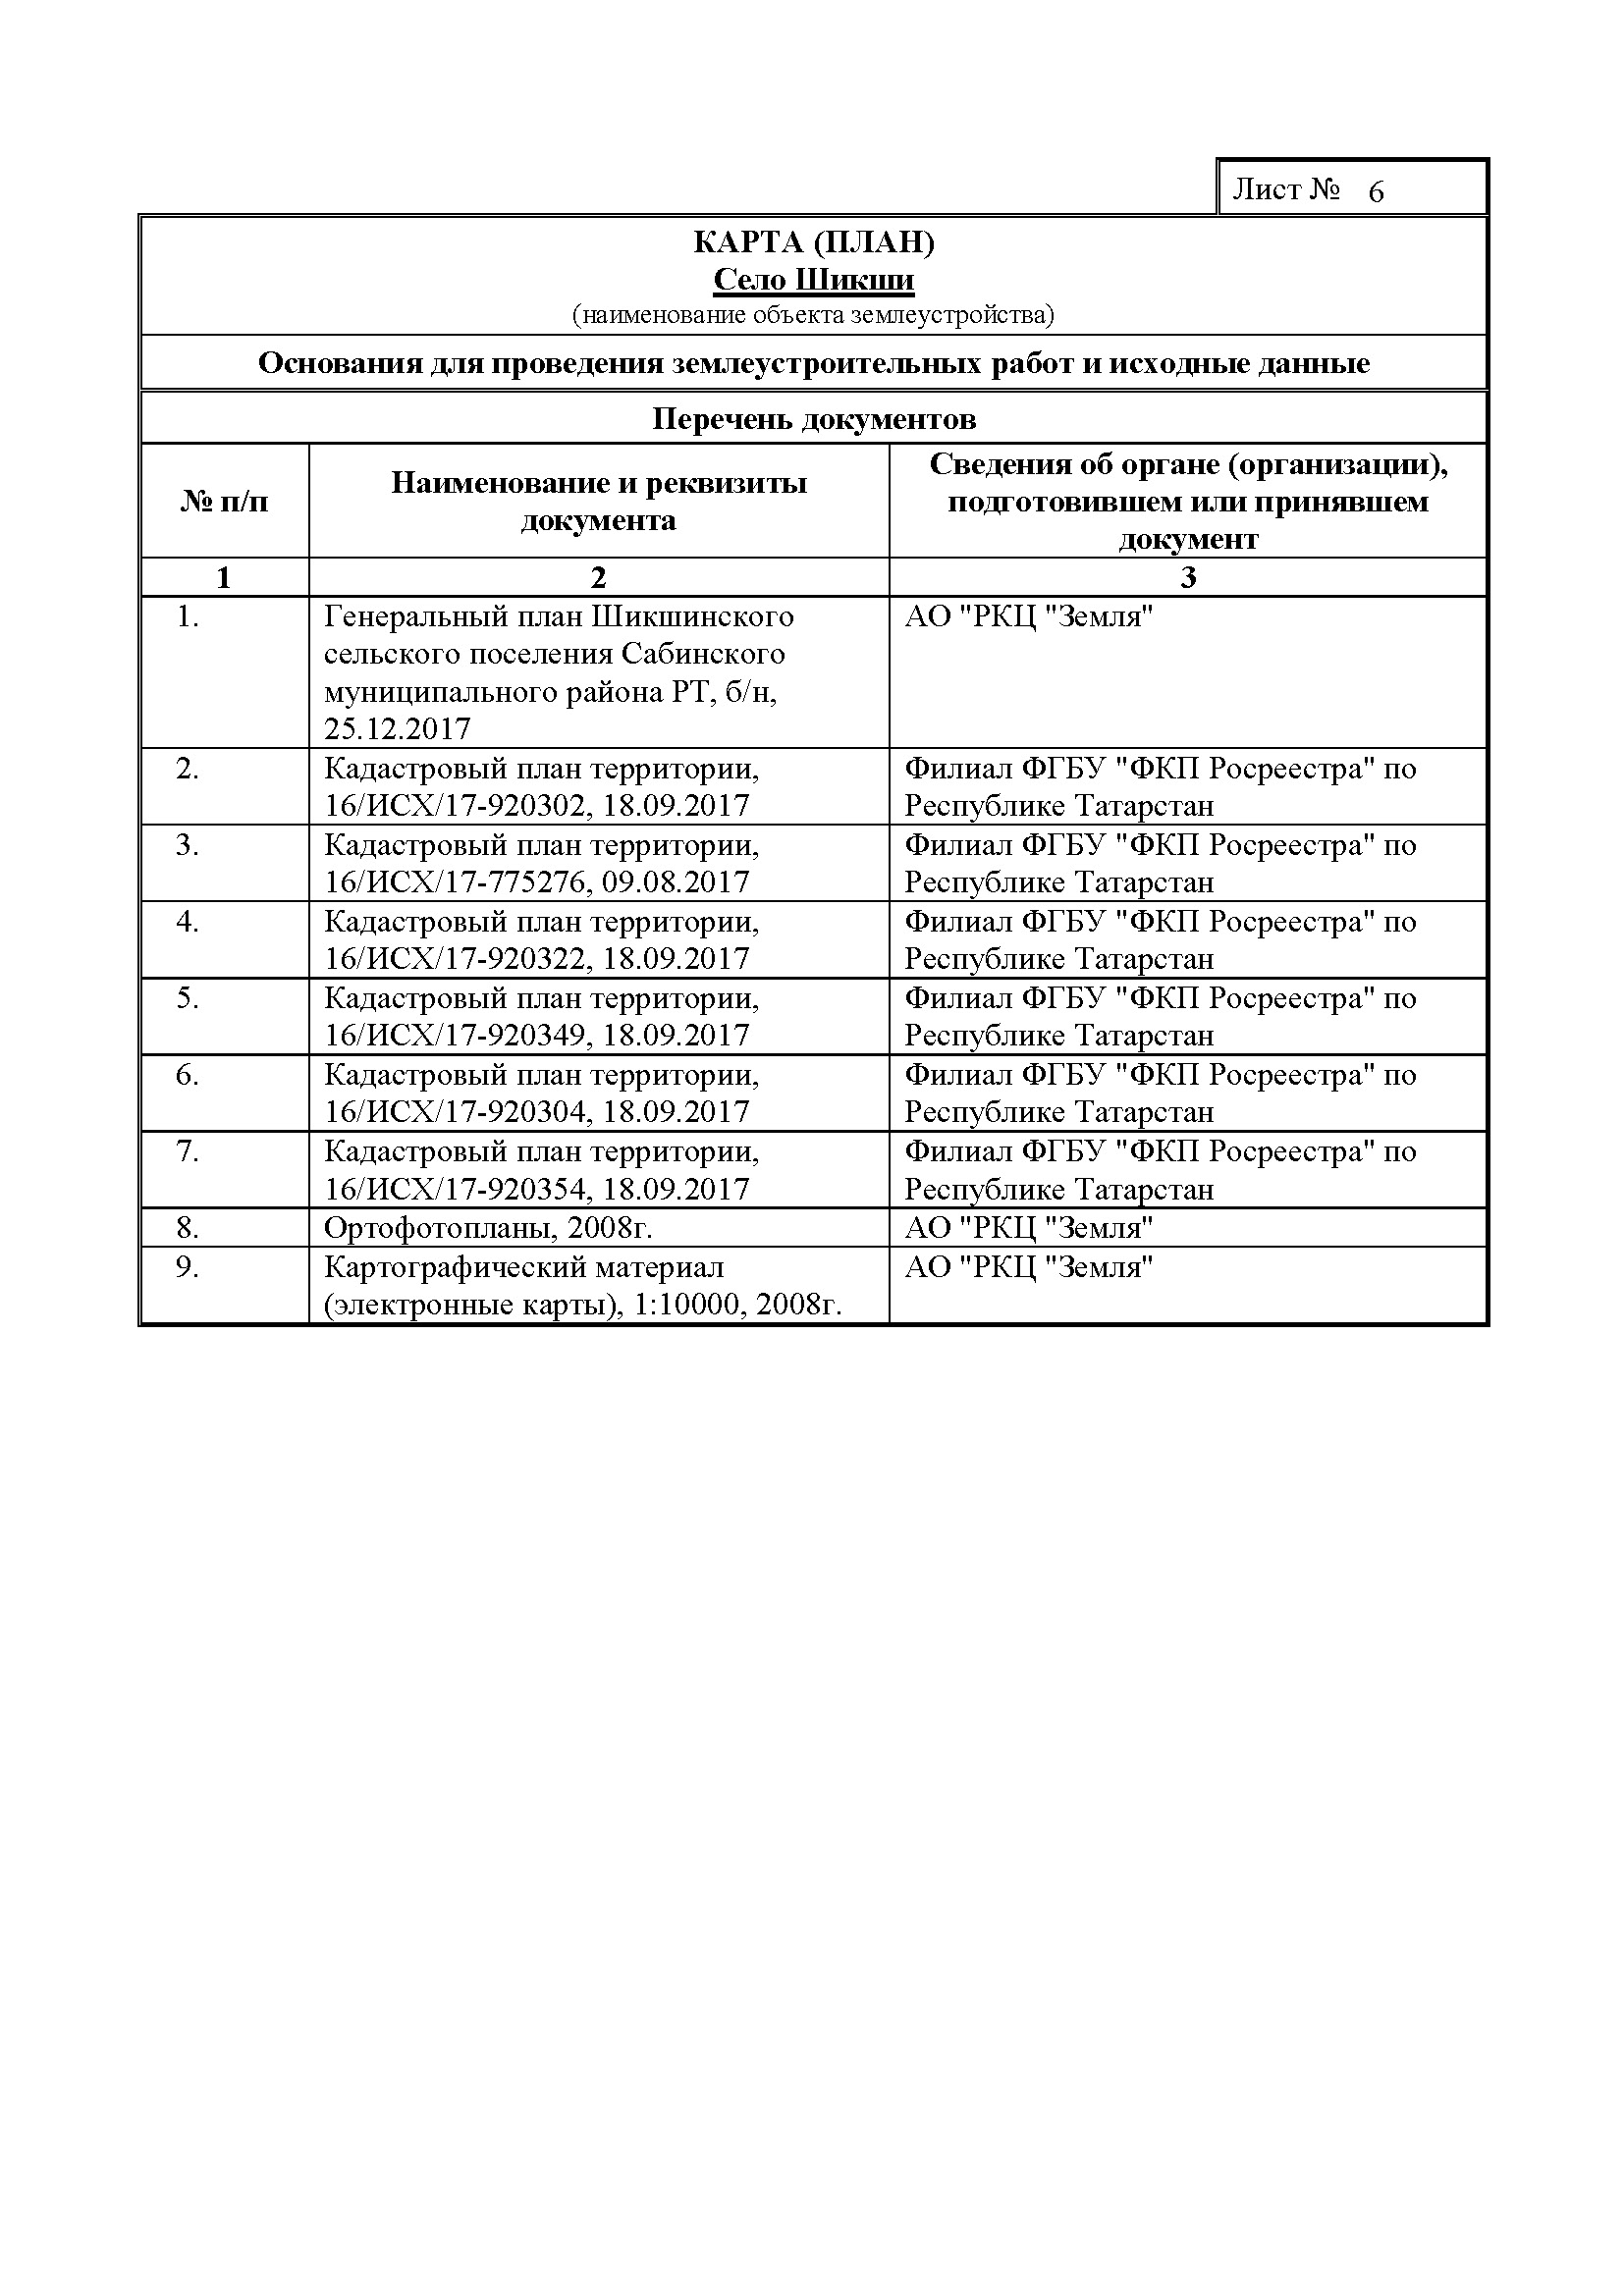 Лист № 6
КАРТА (ПЛАН)
Село Шикши
(наименование объекта землеустройства)
Основания для проведения землеустроительных работ и исходные данные
Перечень документов
№ п/п
Наименование и реквизиты
документа
Сведения об органе (организации),
подготовившем или принявшем
документ
1
2
3
1.
Генеральный план Шикшинского
сельского поселения Сабинского
муниципального района РТ, б/н,
25.12.2017
АО "РКЦ "Земля"
2.
Кадастровый план территории,
16/ИСХ/17-920302, 18.09.2017
Филиал ФГБУ "ФКП Росреестра" по
Республике Татарстан
3.
Кадастровый план территории,
16/ИСХ/17-775276, 09.08.2017
Филиал ФГБУ "ФКП Росреестра" по
Республике Татарстан
4.
Кадастровый план территории,
16/ИСХ/17-920322, 18.09.2017
Филиал ФГБУ "ФКП Росреестра" по
Республике Татарстан
5.
Кадастровый план территории,
16/ИСХ/17-920349, 18.09.2017
Филиал ФГБУ "ФКП Росреестра" по
Республике Татарстан
6.
Кадастровый план территории,
16/ИСХ/17-920304, 18.09.2017
Филиал ФГБУ "ФКП Росреестра" по
Республике Татарстан
7.
Кадастровый план территории,
16/ИСХ/17-920354, 18.09.2017
Филиал ФГБУ "ФКП Росреестра" по
Республике Татарстан
8.
Ортофотопланы, 2008г.
АО "РКЦ "Земля"
9.
Картографический материал
(электронные карты), 1:10000, 2008г.
АО "РКЦ "Земля"